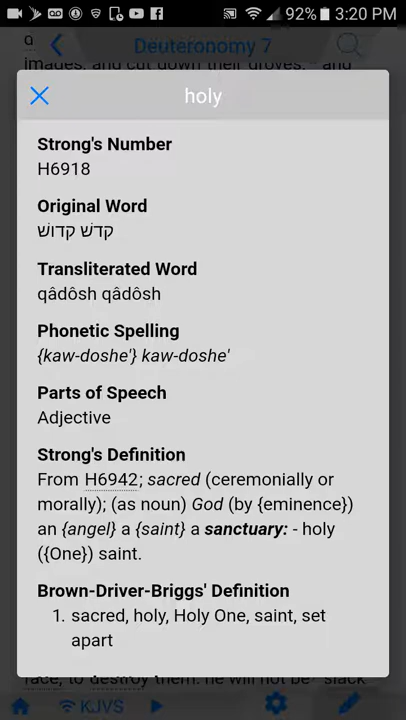 92% 3:20 PM
Deuteronomy 7
images, and cut down their groves, and
holy
Strong's Number
H6918
Original Word
קדשׁ קדושׁ
Transliterated Word
qâdôsh qâdôsh
Phonetic Spelling
{kaw-doshe'} kaw-doshe'
Parts of Speech
Adjective
Strong's Definition
From H6942; sacred (ceremonially or
morally); (as noun) God (by {eminence})
an {angel} a {saint} a sanctuary: - holy
({One}) saint.
Brown-Driver-Briggs' Definition
1. sacred, holy, Holy One, saint, set
apart
face, to destroy them: he will not be slack
KJVS